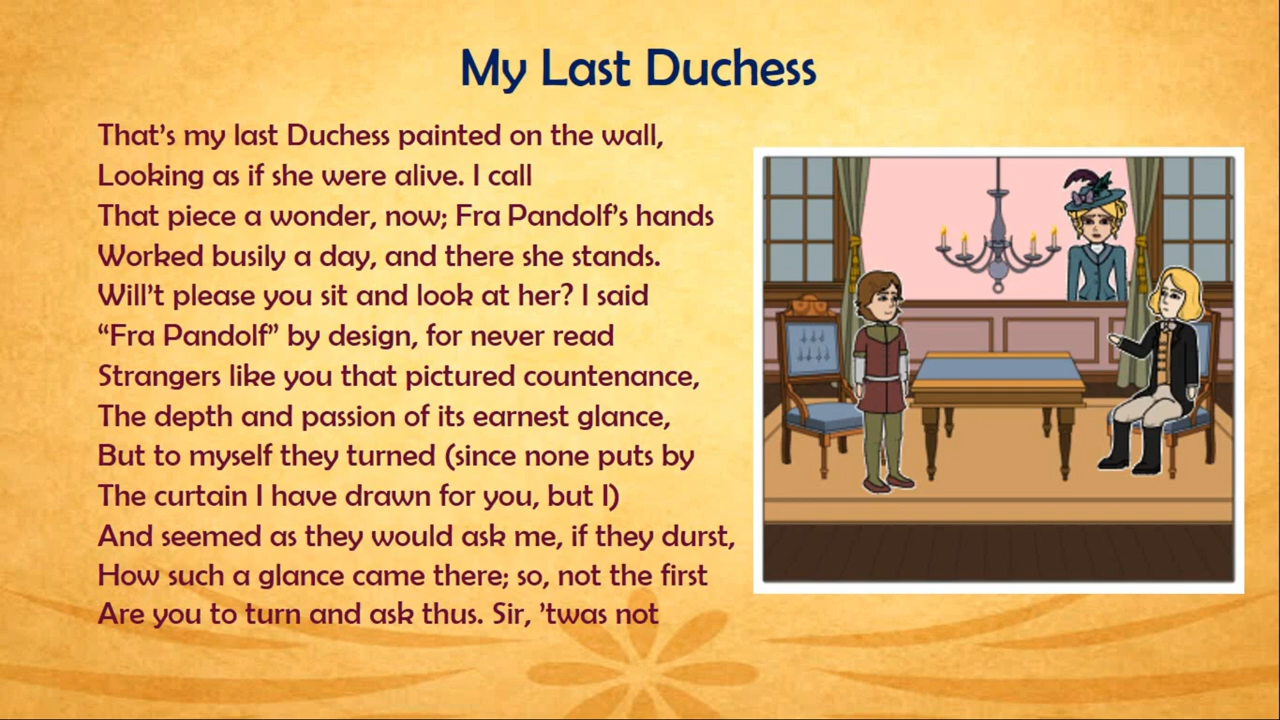 My Last Duchess
That's my last Duchess painted on the wall,
Looking as if she were alive. I call
That piece a wonder, now; Fra Pandolf's hands
Worked busily a day, and there she stands.
Will't please you sit and look at her? I said
“Fra Pandolf” by design, for never read
Strangers like you that pictured countenance,
The depth and passion of its earnest glance,
But to myself they turned (since none puts by
The curtain I have drawn for you, but I)
And seemed as they would ask me, if they durst,
How such a glance came there; so, not the first
Are you to turn and ask thus. Sir, ’twas not